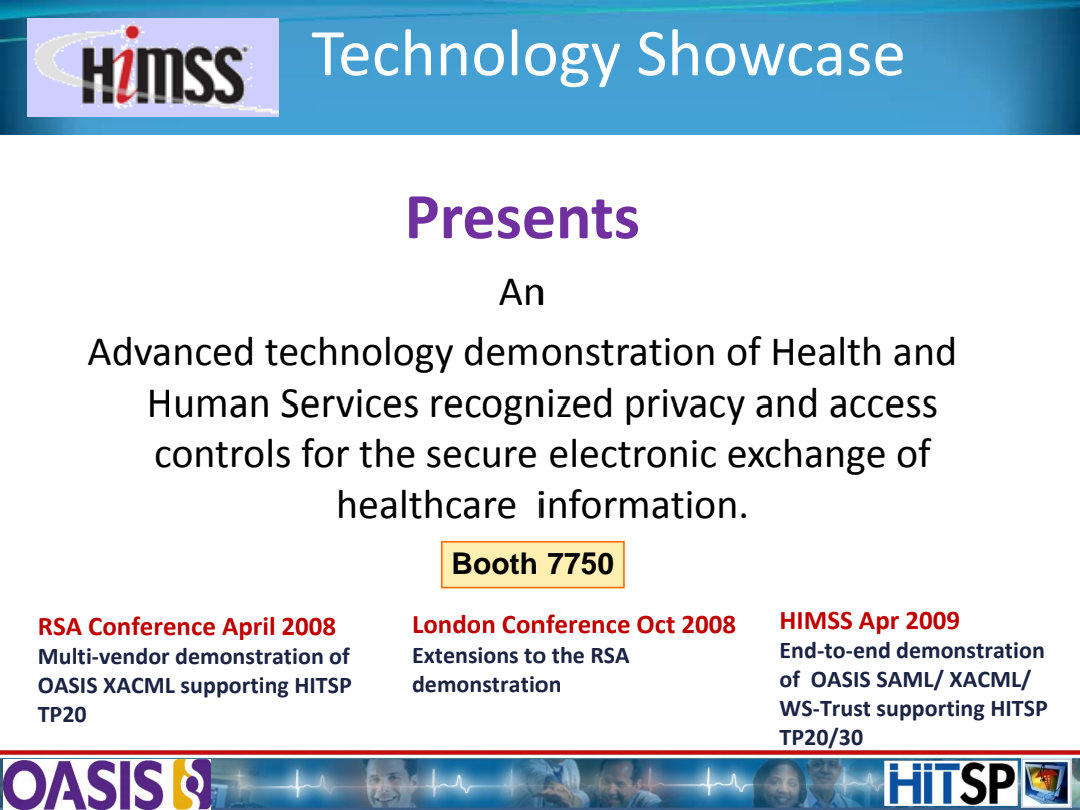 HiMSS
Technology Showcase
Presents
An
Advanced technology demonstration of Health and
Human Services recognized privacy and access
controls for the secure electronic exchange of
healthcare information.
Booth 7750
RSA Conference April 2008
Multi-vendor demonstration of
OASIS XACML supporting HITSP
TP20
London Conference Oct 2008
Extensions to the RSA
demonstration
HIMSS Apr 2009
End-to-end demonstration
of OASIS SAML/ XACML/
WS-Trust supporting HITSP
TP20/30
OASIS
HiTSP